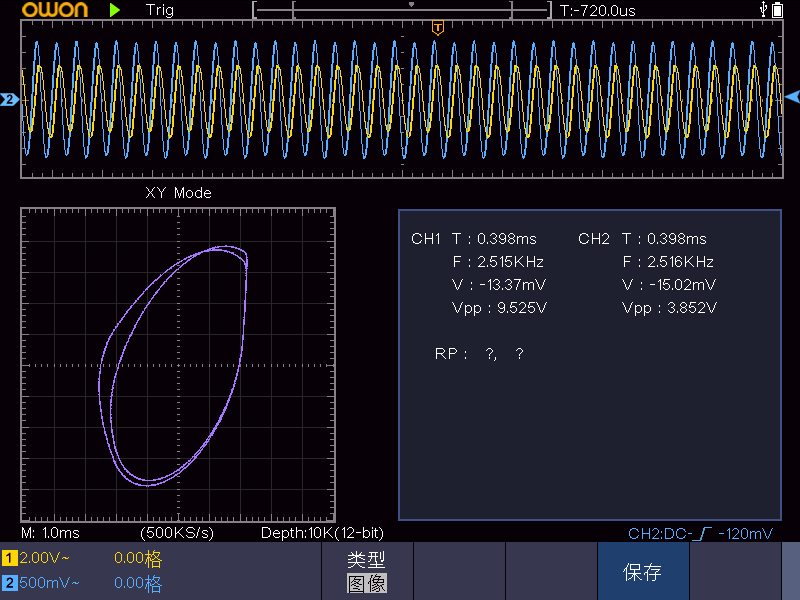 OWON Trig T:-720.0us
T
2
XY Mode
CH1 T : 0.398ms CH2 T : 0.398ms
F : 2.515KHz F : 2.516KHz
V : -13.37mV V : -15.02mV
Vpp : 9.525V Vpp : 3.852V
RP : ?, ?
M: 1.0ms (500KS/s) Depth:10K(12-bit) CH2:DC- -120mV
1 2.00V~ 0.00格 类型
2 500mV~ 0.00格 图像
保存